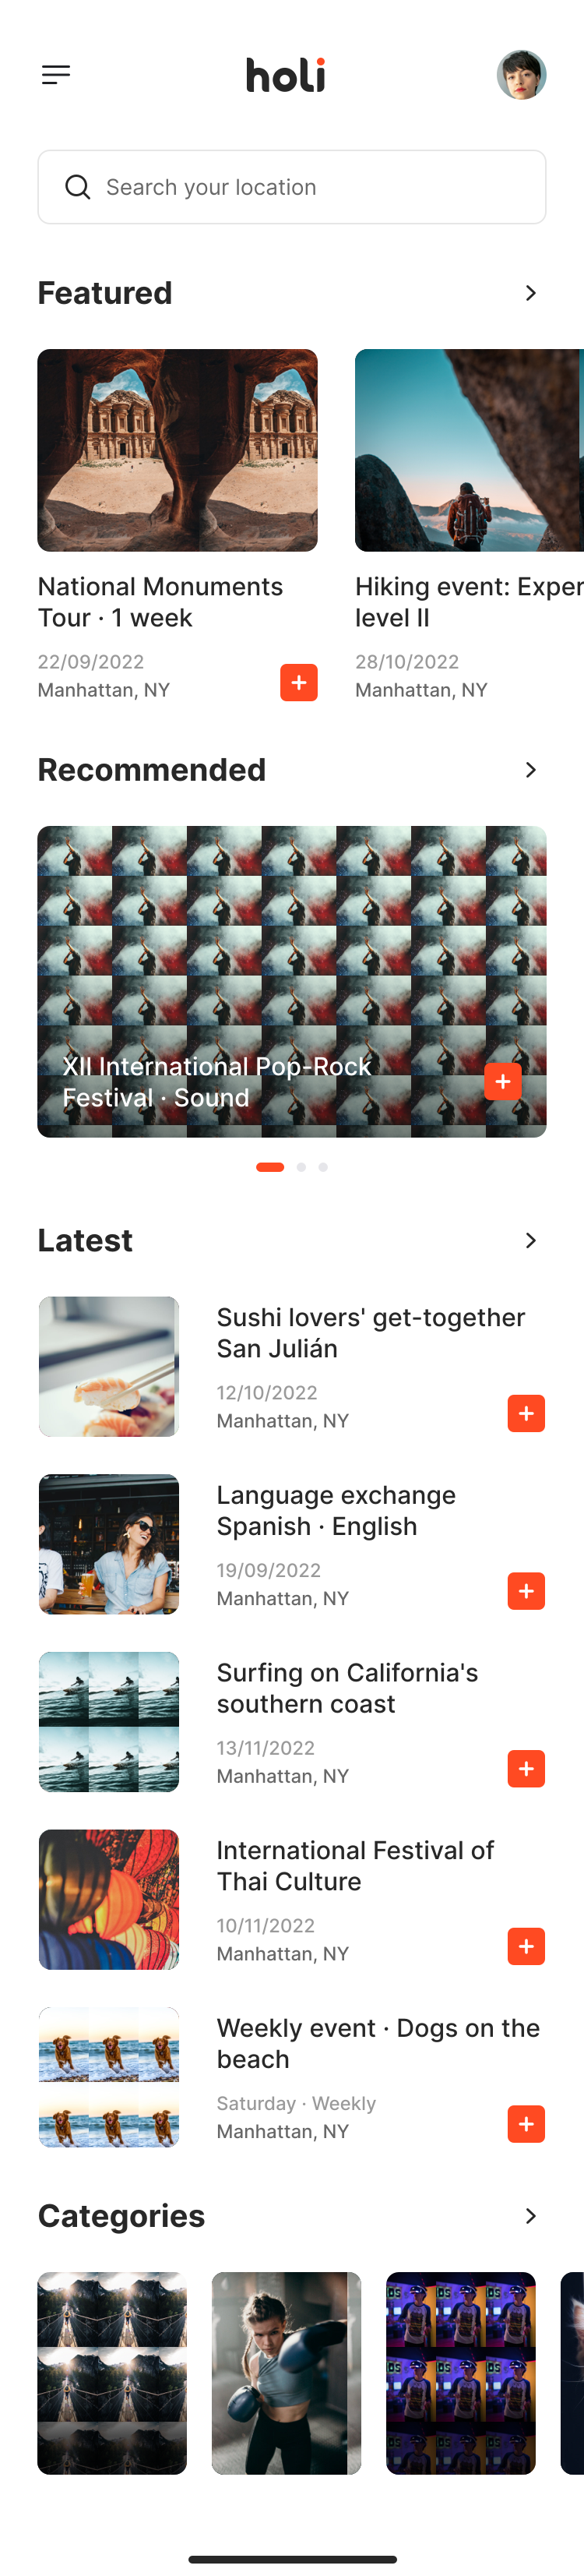 holi
Search your location
Featured
National Monuments
Tour · 1 week
22/09/2022
Manhattan, NY
Hiking event: Exper
level II
28/10/2022
Manhattan, NY
Recommended
XII International Pop-Rock
Festival · Sound
Latest
Sushi lovers' get-together
San Julián
12/10/2022
Manhattan, NY
Language exchange
Spanish · English
19/09/2022
Manhattan, NY
Surfing on California's
southern coast
13/11/2022
Manhattan, NY
International Festival of
Thai Culture
10/11/2022
Manhattan, NY
Weekly event · Dogs on the
beach
Saturday · Weekly
Manhattan, NY
Categories